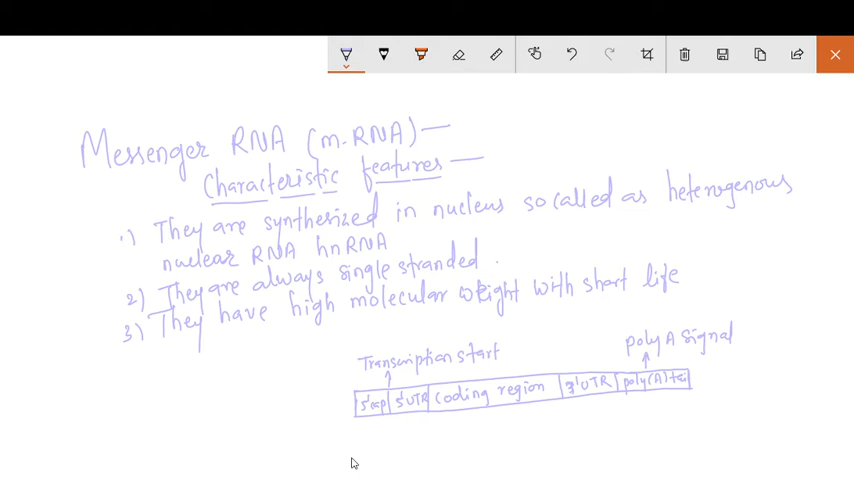 Messenger RNA (m.RNA)—
Characteristic features —
1) They are synthesized in nucleus so called as heterogenous
nuclear RNA hnRNA
2) They are always single stranded.
3) They have high molecular weight with short life
Transcription start
poly A Signal
5'cap 5'UTR coding region 3'UTR poly(A) tail